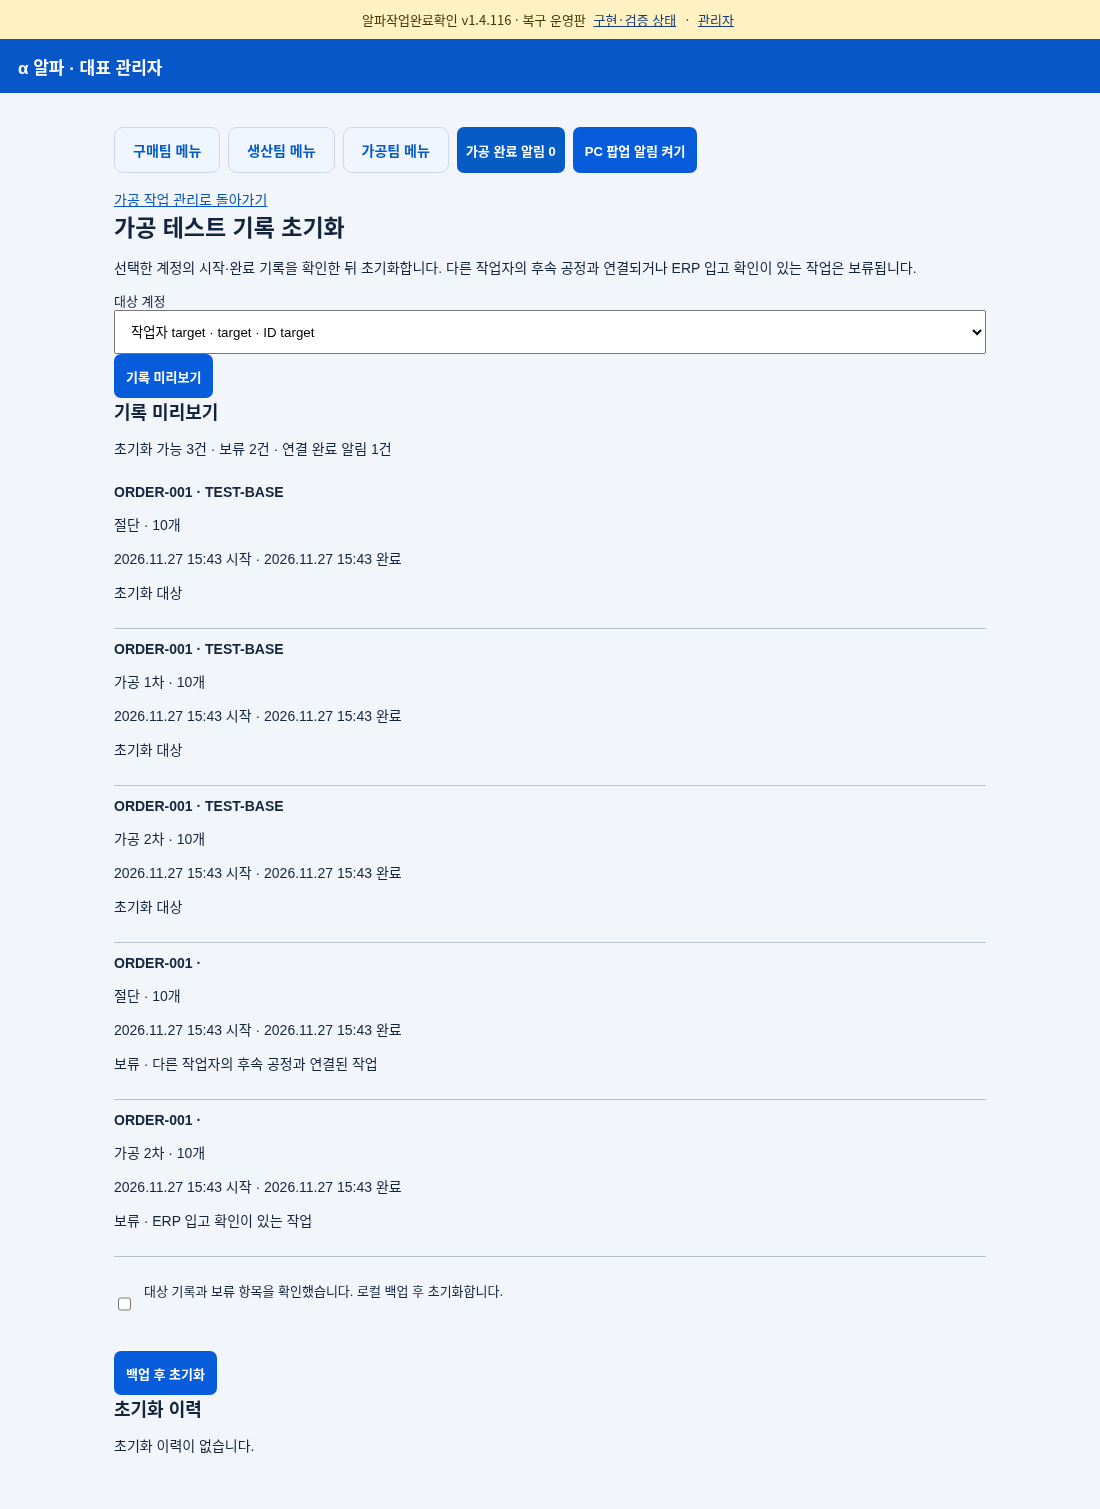 알파작업완료확인 v1.4.116 · 복구 운영판 구현·검증 상태 · 관리자
α 알파 · 대표 관리자
구매팀 메뉴 생산팀 메뉴 가공팀 메뉴 가공 완료 알림 0 PC 팝업 알림 켜기
가공 작업 관리로 돌아가기
가공 테스트 기록 초기화
선택한 계정의 시작·완료 기록을 확인한 뒤 초기화합니다. 다른 작업자의 후속 공정과 연결되거나 ERP 입고 확인이 있는 작업은 보류됩니다.
대상 계정
작업자 target · target · ID target
기록 미리보기
기록 미리보기
초기화 가능 3건 · 보류 2건 · 연결 완료 알림 1건
ORDER-001 · TEST-BASE
절단 · 10개
2026.11.27 15:43 시작 · 2026.11.27 15:43 완료
초기화 대상
ORDER-001 · TEST-BASE
가공 1차 · 10개
2026.11.27 15:43 시작 · 2026.11.27 15:43 완료
초기화 대상
ORDER-001 · TEST-BASE
가공 2차 · 10개
2026.11.27 15:43 시작 · 2026.11.27 15:43 완료
초기화 대상
ORDER-001 ·
절단 · 10개
2026.11.27 15:43 시작 · 2026.11.27 15:43 완료
보류 · 다른 작업자의 후속 공정과 연결된 작업
ORDER-001 ·
가공 2차 · 10개
2026.11.27 15:43 시작 · 2026.11.27 15:43 완료
보류 · ERP 입고 확인이 있는 작업
대상 기록과 보류 항목을 확인했습니다. 로컬 백업 후 초기화합니다.
백업 후 초기화
초기화 이력
초기화 이력이 없습니다.